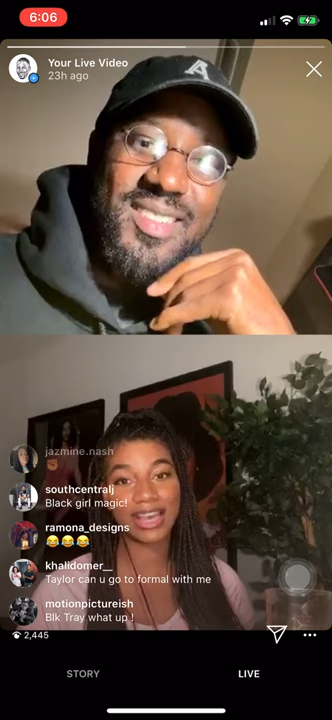 6:06
Your Live Video
23h ago
A
jazmine.nash
southcentralj
Black girl magic!
ramona_designs
😂😂😂
khalidomer__
Taylor can u go to formal with me
motionpictureish
Blk Tray what up !
2,445
STORY
LIVE